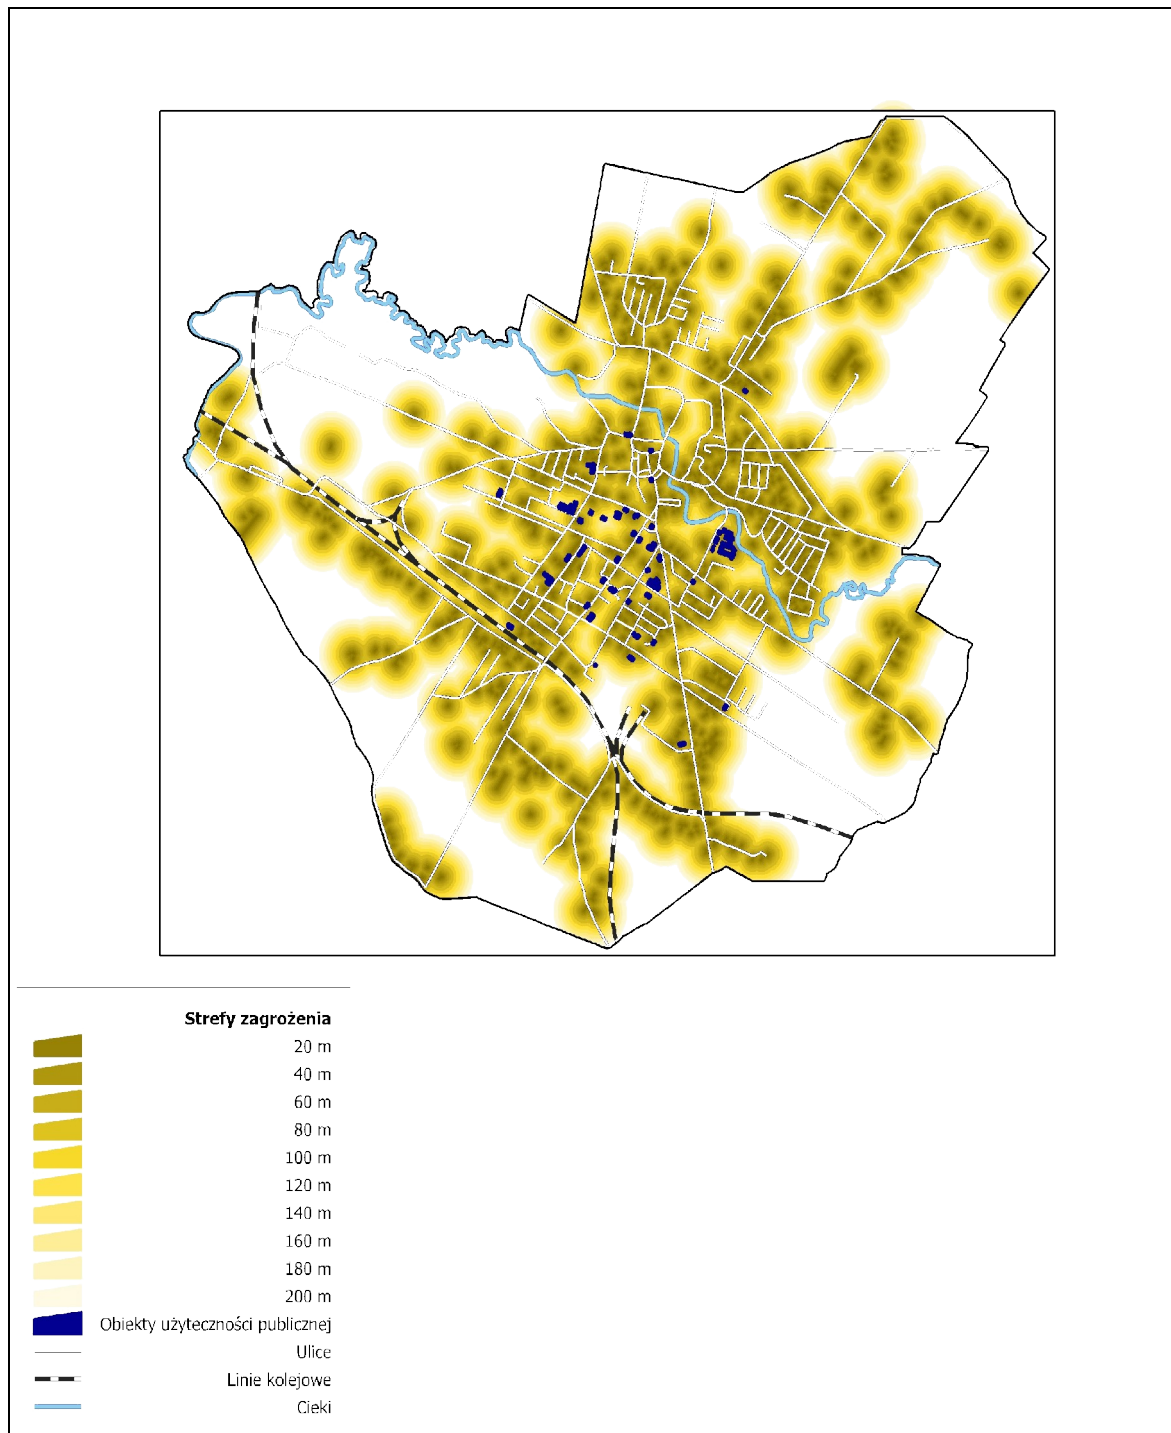 Strefy zagrożenia
20 m
40 m
60 m
80 m
100 m
120 m
140 m
160 m
180 m
200 m
Obiekty użyteczności publicznej
Ulice
Linie kolejowe
Cieki